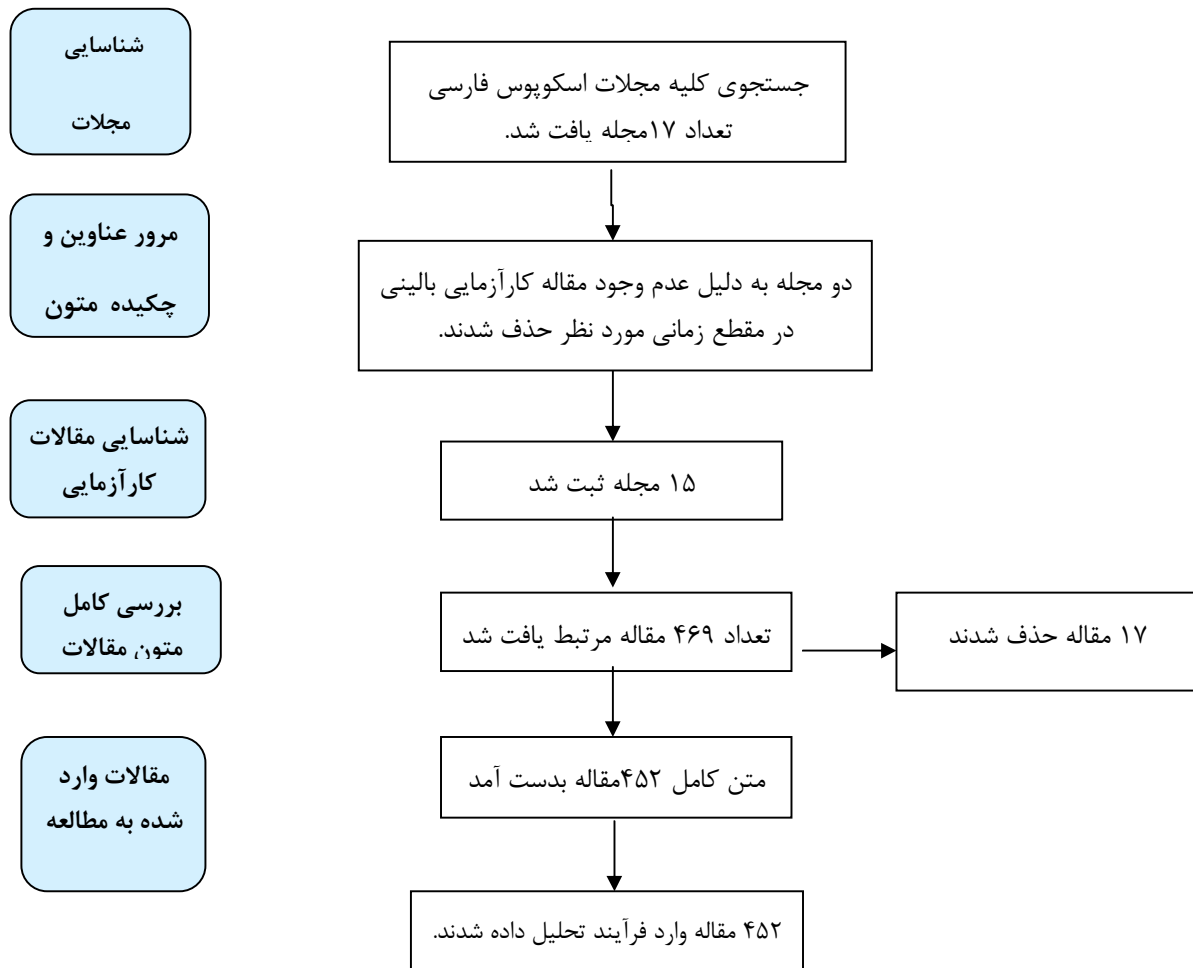 شناسایی
مجلات
جستجوی کلیه مجلات اسکوپوس فارسی
تعداد ۱۷مجله یافت شد.
مرور عناوین و
چکیده متون
دو مجله به دلیل عدم وجود مقاله کارآزمایی بالینی
در مقطع زمانی مورد نظر حذف شدند.
شناسایی مقالات
کارآزمایی
۱۵ مجله ثبت شد
بررسی کامل
متون مقالات
تعداد ۴۶۹ مقاله مرتبط یافت شد
۱۷ مقاله حذف شدند
مقالات وارد
شده به مطالعه
متن کامل ۴۵۲مقاله بدست آمد
۴۵۲ مقاله وارد فرآیند تحلیل داده شدند.